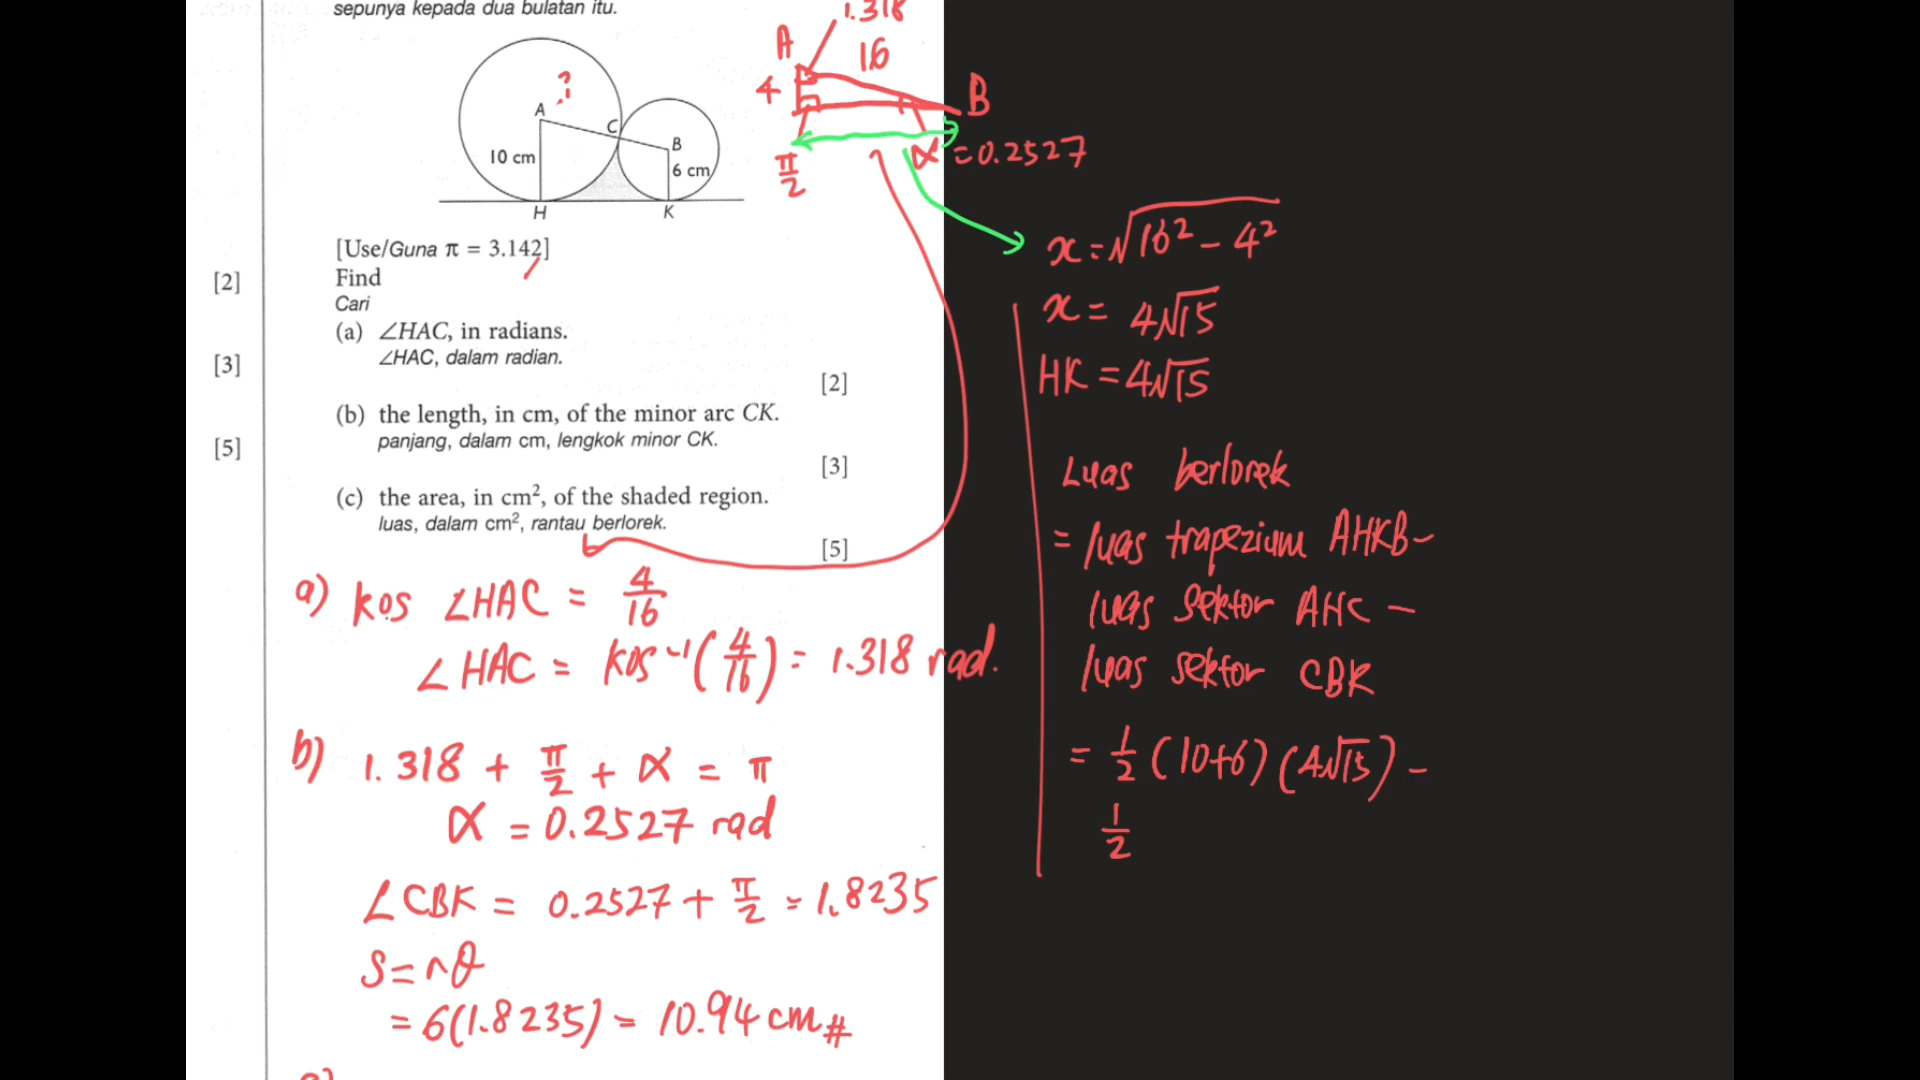 sepunya kepada dua bulatan itu.
A
C
B
10 cm
6 cm
H
K
?
1.318
A
16
4
B
π/2
α = 0.2527
[Use/Guna π = 3.142]
Find
Cari
[2]
(a) ∠HAC, in radians.
∠HAC, dalam radian.
[2]
[3]
(b) the length, in cm, of the minor arc CK.
panjang, dalam cm, lengkok minor CK.
[3]
[5]
(c) the area, in cm², of the shaded region.
luas, dalam cm², rantau berlorek.
[5]
a) kos ∠HAC = 4/16
∠HAC = kos⁻¹(4/16) = 1.318 rad.
b) 1.318 + π/2 + α = π
α = 0.2527 rad
∠CBK = 0.2527 + π/2 = 1.8235
S = rθ
= 6(1.8235) = 10.94 cm #
x = √16² - 4²
x = 4√15
HK = 4√15
Luas berlorek
= luas trapezium AHKB -
luas sektor AHC -
luas sektor CBK
= 1/2 (10+6)(4√15) -
1/2